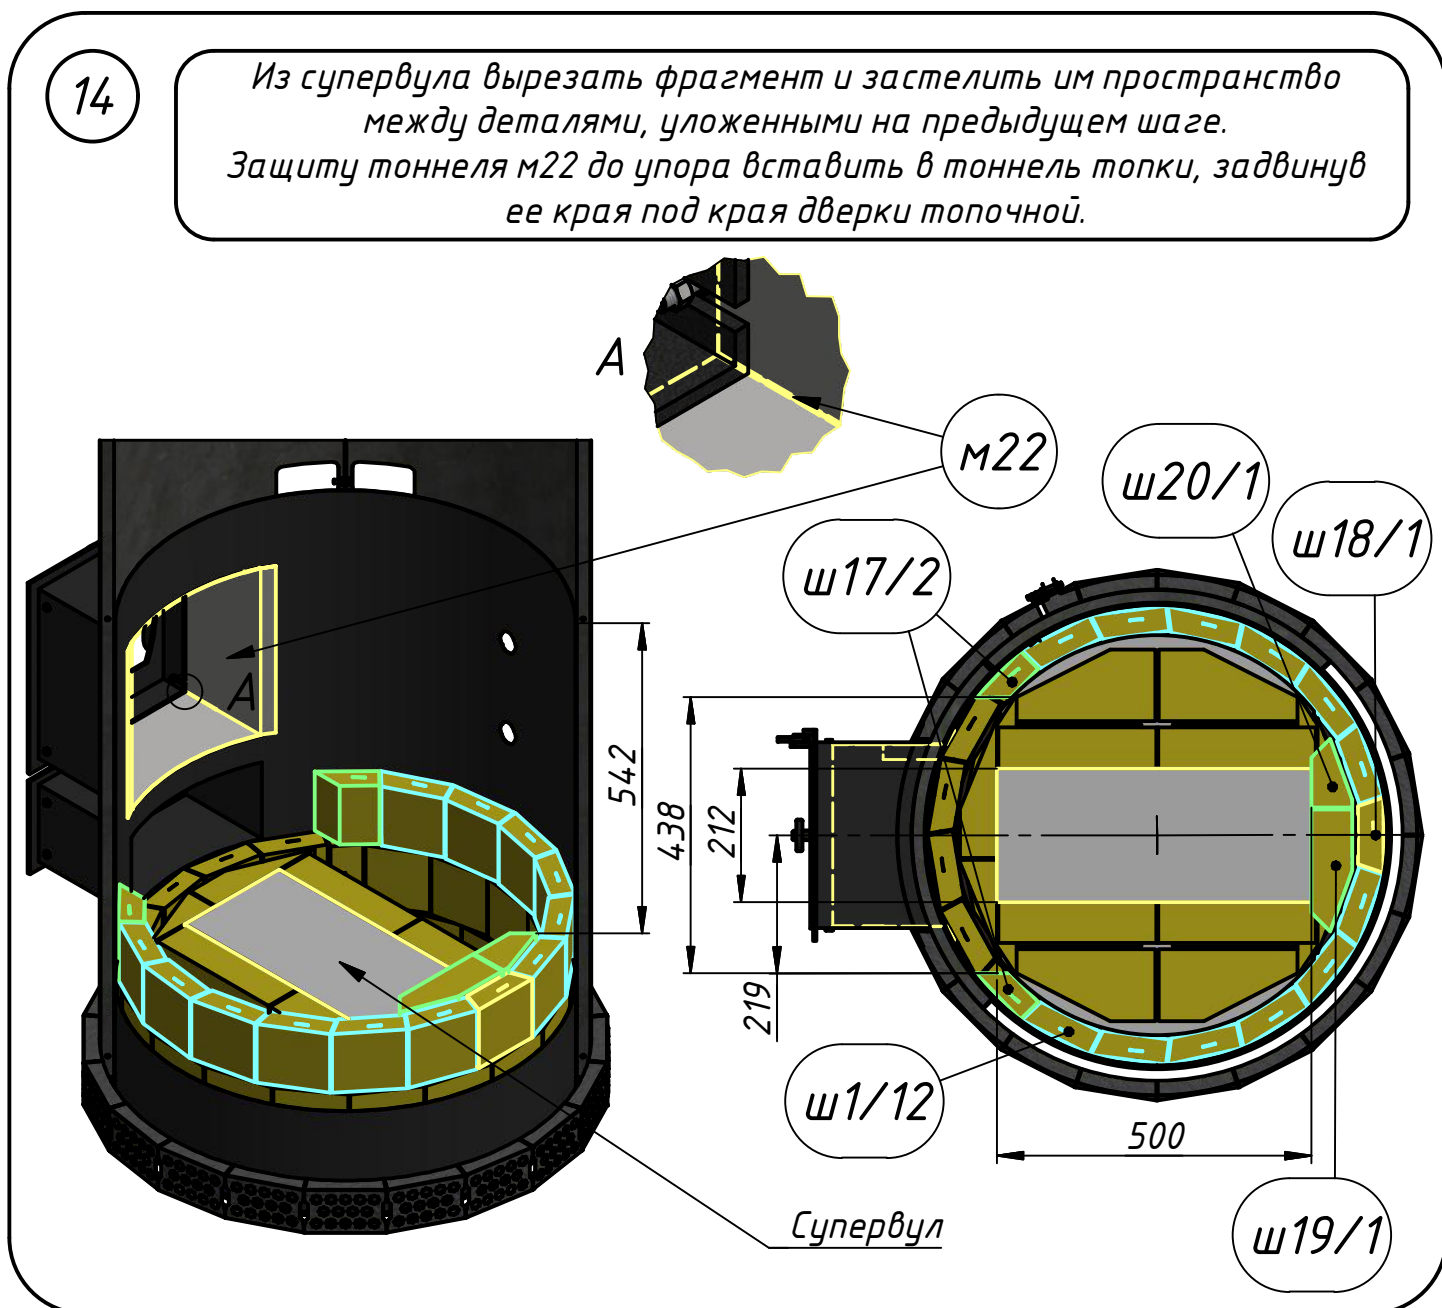 14
Из супервула вырезать фрагмент и застелить им пространство
между деталями, уложенными на предыдущем шаге.
Защиту тоннеля м22 до упора вставить в тоннель топки, задвинув
ее края под края дверки топочной.
А
м22
ш20/1
ш18/1
ш17/2
А
542
438
212
219
ш1/12
500
Супервул
ш19/1